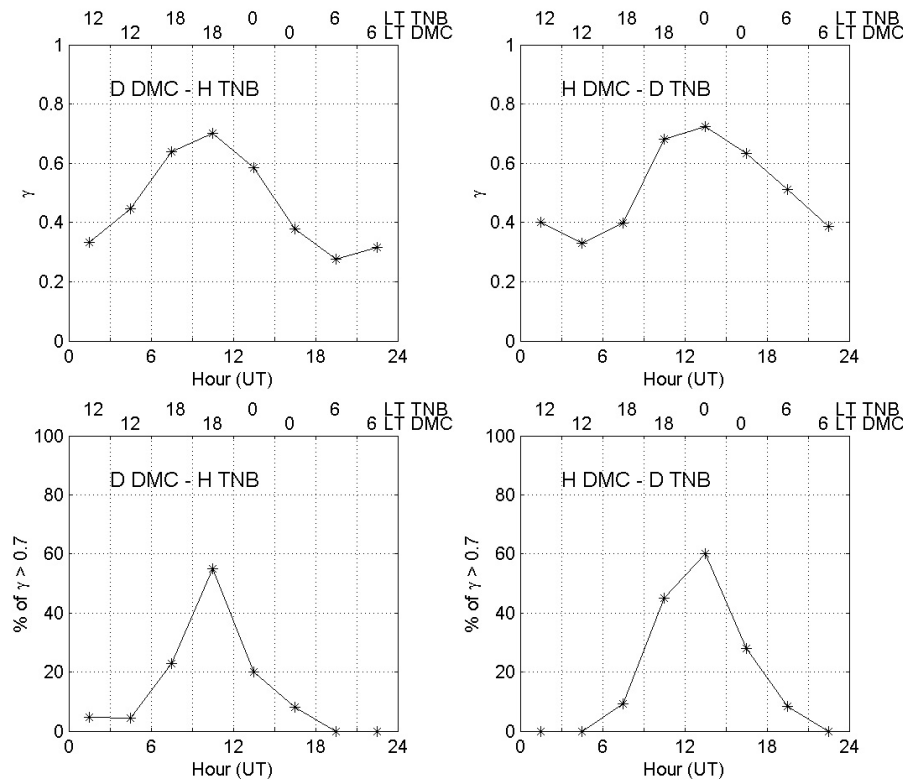 12 18 0 6 LT TNB
12 18 0 6 LT DMC
1
0.8
0.6
0.4
0.2
0
γ
D DMC - H TNB
0 6 12 18 24
Hour (UT)
12 18 0 6 LT TNB
12 18 0 6 LT DMC
1
0.8
0.6
0.4
0.2
0
γ
H DMC - D TNB
0 6 12 18 24
Hour (UT)
12 18 0 6 LT TNB
12 18 0 6 LT DMC
100
80
60
40
20
0
% of γ > 0.7
D DMC - H TNB
0 6 12 18 24
Hour (UT)
12 18 0 6 LT TNB
12 18 0 6 LT DMC
100
80
60
40
20
0
% of γ > 0.7
H DMC - D TNB
0 6 12 18 24
Hour (UT)